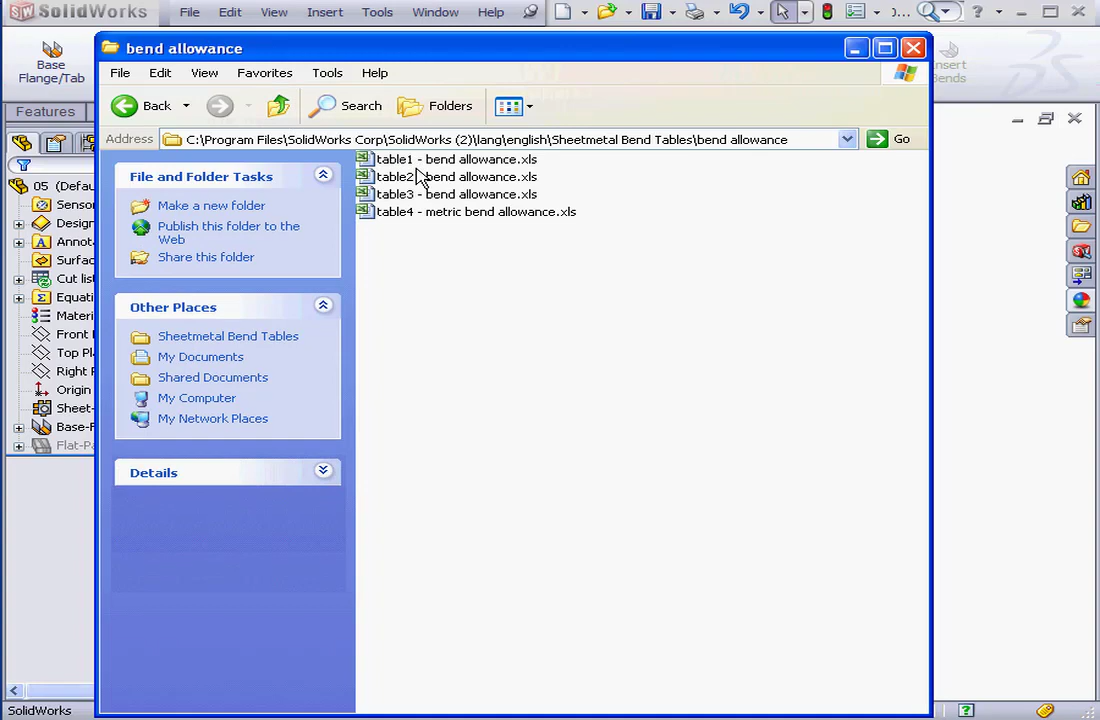 SolidWorks File Edit View Insert Tools Window Help
Base Flange/Tab
nsert Bends
Features
bend allowance
File Edit View Favorites Tools Help
Back Search Folders
Address C:\Program Files\SolidWorks Corp\SolidWorks (2)\lang\english\Sheetmetal Bend Tables\bend allowance Go
table1 - bend allowance.xls
table2 - bend allowance.xls
table3 - bend allowance.xls
table4 - metric bend allowance.xls
File and Folder Tasks
Make a new folder
Publish this folder to the
Web
Share this folder
Other Places
Sheetmetal Bend Tables
My Documents
Shared Documents
My Computer
My Network Places
Details
05 (Defau
Sensor
Design
Annota
Surfac
Cut list
Equati
Materi
Front
Top Pl
Right
Origin
Sheet-
Base-F
Flat-Pa
SolidWorks